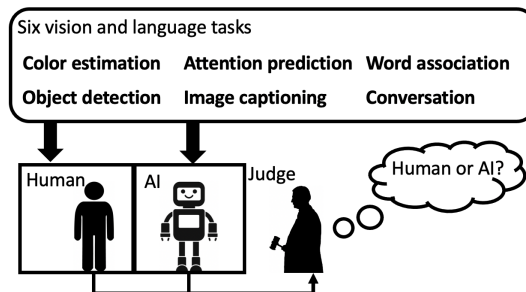 Six vision and language tasks
Color estimation Attention prediction Word association
Object detection Image captioning Conversation
Human AI Judge
Human or AI?